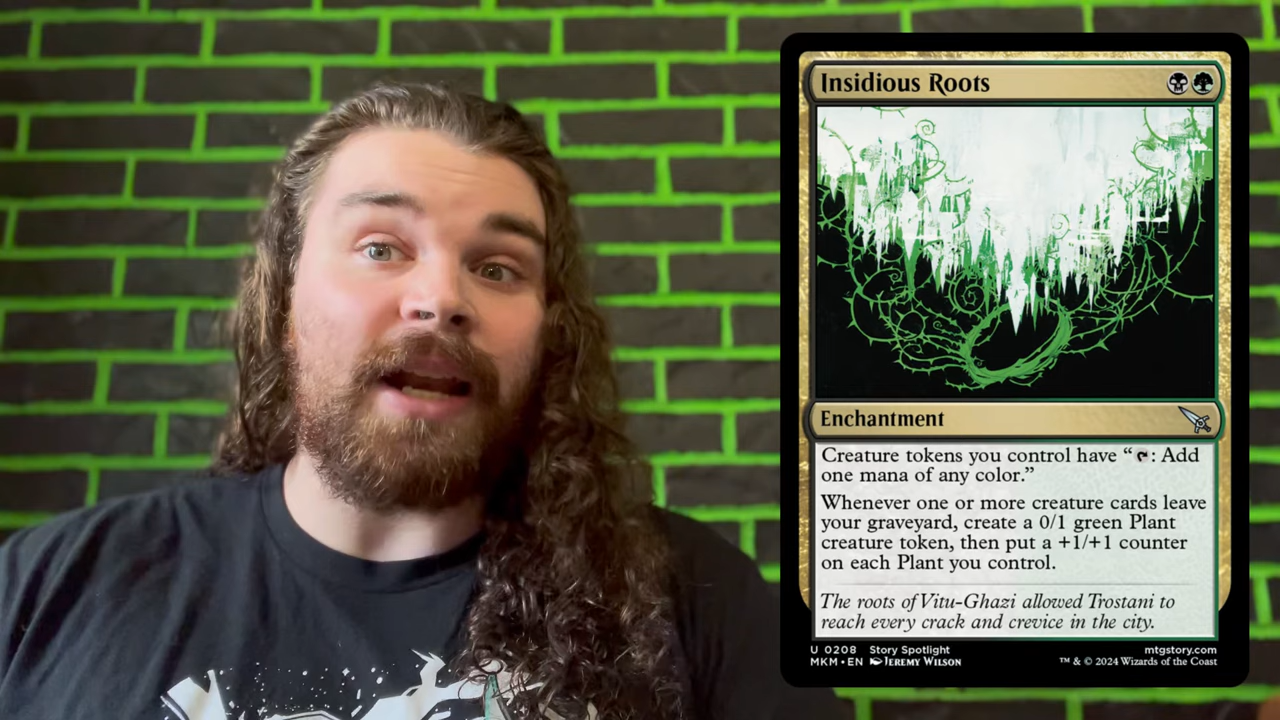 Insidious Roots
Enchantment
Creature tokens you control have “: Add
one mana of any color.”
Whenever one or more creature cards leave
your graveyard, create a 0/1 green Plant
creature token, then put a +1/+1 counter
on each Plant you control.
The roots of Vitu-Ghazi allowed Trostani to
reach every crack and crevice in the city.
U 0208 Story Spotlight mtgstory.com
MKM • EN Jeremy Wilson ™ & © 2024 Wizards of the Coast